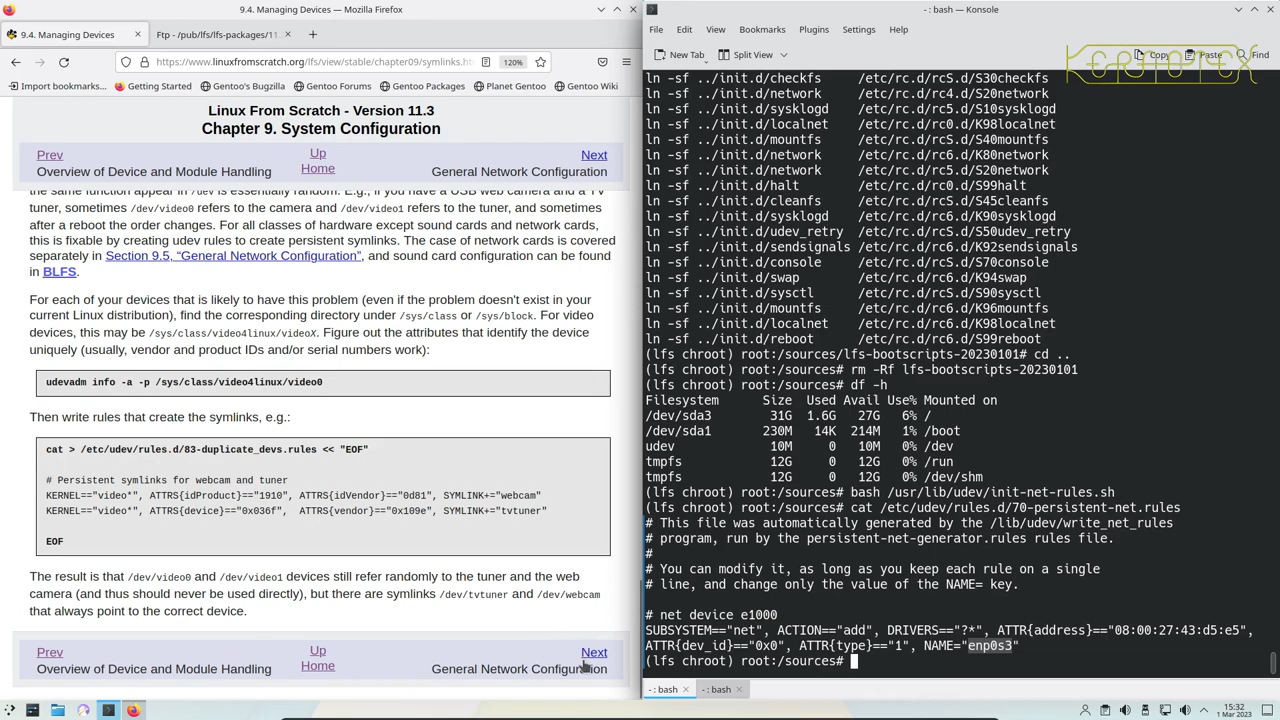 9.4. Managing Devices — Mozilla Firefox
9.4. Managing Devices
Ftp - /pub/lfs/lfs-packages/11.
https://www.linuxfromscratch.org/lfs/view/stable/chapter09/symlinks.ht
120%
Import bookmarks...
Getting Started
Gentoo's Bugzilla
Gentoo Forums
Gentoo Packages
Planet Gentoo
Gentoo Wiki
Linux From Scratch - Version 11.3
Chapter 9. System Configuration
Prev
Up
Next
Overview of Device and Module Handling
Home
General Network Configuration
the same function appear in /dev is essentially random. E.g., if you have a USB web camera and a TV
tuner, sometimes /dev/video0 refers to the camera and /dev/video1 refers to the tuner, and sometimes
after a reboot the order changes. For all classes of hardware except sound cards and network cards,
this is fixable by creating udev rules to create persistent symlinks. The case of network cards is covered
separately in Section 9.5, “General Network Configuration”, and sound card configuration can be found
in BLFS.
For each of your devices that is likely to have this problem (even if the problem doesn't exist in your
current Linux distribution), find the corresponding directory under /sys/class or /sys/block. For video
devices, this may be /sys/class/video4linux/videoX. Figure out the attributes that identify the device
uniquely (usually, vendor and product IDs and/or serial numbers work):
udevadm info -a -p /sys/class/video4linux/video0
Then write rules that create the symlinks, e.g.:
cat > /etc/udev/rules.d/83-duplicate_devs.rules << "EOF"
# Persistent symlinks for webcam and tuner
KERNEL=="video*", ATTRS{idProduct}=="1910", ATTRS{idVendor}=="0d81", SYMLINK+="webcam"
KERNEL=="video*", ATTRS{device}=="0x036f",  ATTRS{vendor}=="0x109e", SYMLINK+="tvtuner"
EOF
The result is that /dev/video0 and /dev/video1 devices still refer randomly to the tuner and the web
camera (and thus should never be used directly), but there are symlinks /dev/tvtuner and /dev/webcam
that always point to the correct device.
Prev
Up
Next
Overview of Device and Module Handling
Home
General Network Configuration
- : bash — Konsole
File Edit View Bookmarks Plugins Settings Help
New Tab
Split View
Copy
Paste
Find
KERNOTEX
ln -sf ../init.d/checkfs     /etc/rc.d/rcS.d/S30checkfs
ln -sf ../init.d/network     /etc/rc.d/rc4.d/S20network
ln -sf ../init.d/sysklogd    /etc/rc.d/rc5.d/S10sysklogd
ln -sf ../init.d/localnet    /etc/rc.d/rc0.d/K98localnet
ln -sf ../init.d/mountfs     /etc/rc.d/rcS.d/S40mountfs
ln -sf ../init.d/network     /etc/rc.d/rc6.d/K80network
ln -sf ../init.d/network     /etc/rc.d/rc5.d/S20network
ln -sf ../init.d/halt        /etc/rc.d/rc0.d/S99halt
ln -sf ../init.d/cleanfs     /etc/rc.d/rcS.d/S45cleanfs
ln -sf ../init.d/sysklogd    /etc/rc.d/rc6.d/K90sysklogd
ln -sf ../init.d/udev_retry  /etc/rc.d/rcS.d/S50udev_retry
ln -sf ../init.d/sendsignals /etc/rc.d/rc6.d/K92sendsignals
ln -sf ../init.d/console     /etc/rc.d/rcS.d/S70console
ln -sf ../init.d/swap        /etc/rc.d/rc6.d/K94swap
ln -sf ../init.d/sysctl      /etc/rc.d/rcS.d/S90sysctl
ln -sf ../init.d/mountfs     /etc/rc.d/rc6.d/K96mountfs
ln -sf ../init.d/localnet    /etc/rc.d/rc6.d/K98localnet
ln -sf ../init.d/reboot      /etc/rc.d/rc6.d/S99reboot
(lfs chroot) root:/sources/lfs-bootscripts-20230101# cd ..
(lfs chroot) root:/sources# rm -Rf lfs-bootscripts-20230101
(lfs chroot) root:/sources# df -h
Filesystem      Size  Used Avail Use% Mounted on
/dev/sda3        31G  1.6G   27G   6% /
/dev/sda1       230M   14K  214M   1% /boot
udev             10M     0   10M   0% /dev
tmpfs            12G     0   12G   0% /run
tmpfs            12G     0   12G   0% /dev/shm
(lfs chroot) root:/sources# bash /usr/lib/udev/init-net-rules.sh
(lfs chroot) root:/sources# cat /etc/udev/rules.d/70-persistent-net.rules
# This file was automatically generated by the /lib/udev/write_net_rules
# program, run by the persistent-net-generator.rules rules file.
#
# You can modify it, as long as you keep each rule on a single
# line, and change only the value of the NAME= key.
# net device e1000
SUBSYSTEM=="net", ACTION=="add", DRIVERS=="?*", ATTR{address}=="08:00:27:43:d5:e5",
ATTR{dev_id}=="0x0", ATTR{type}=="1", NAME="enp0s3"
(lfs chroot) root:/sources#
- : bash
- : bash
15:32
1 Mar 2023